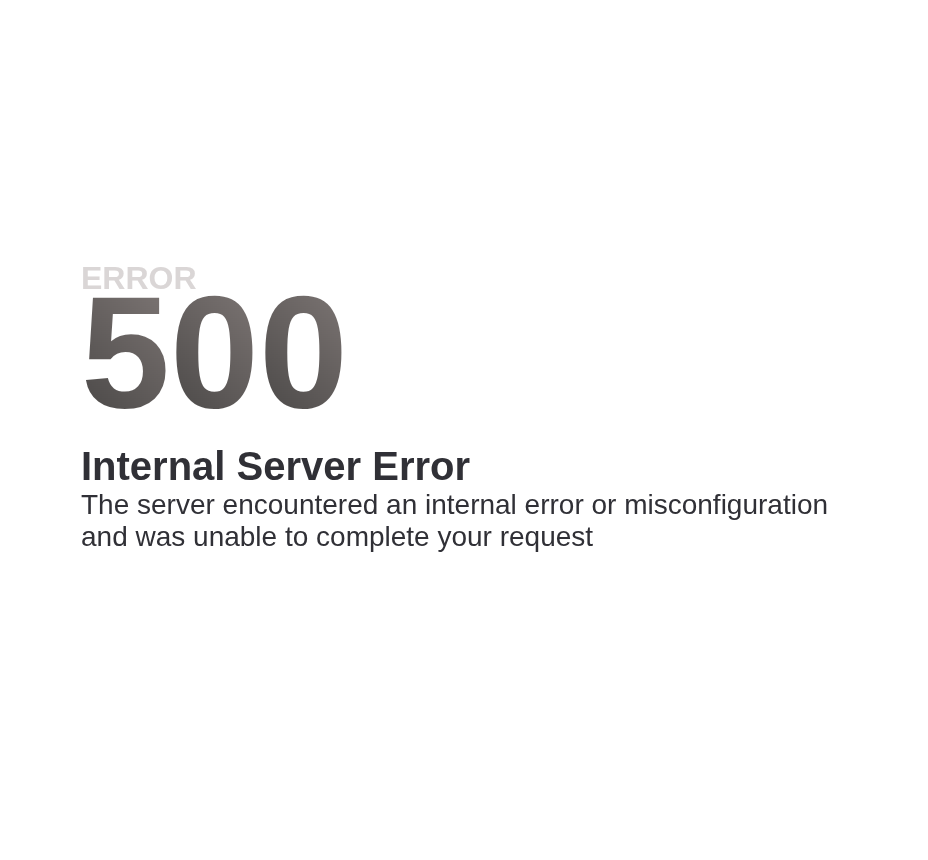 ERROR
500
Internal Server Error
The server encountered an internal error or misconfiguration
and was unable to complete your request